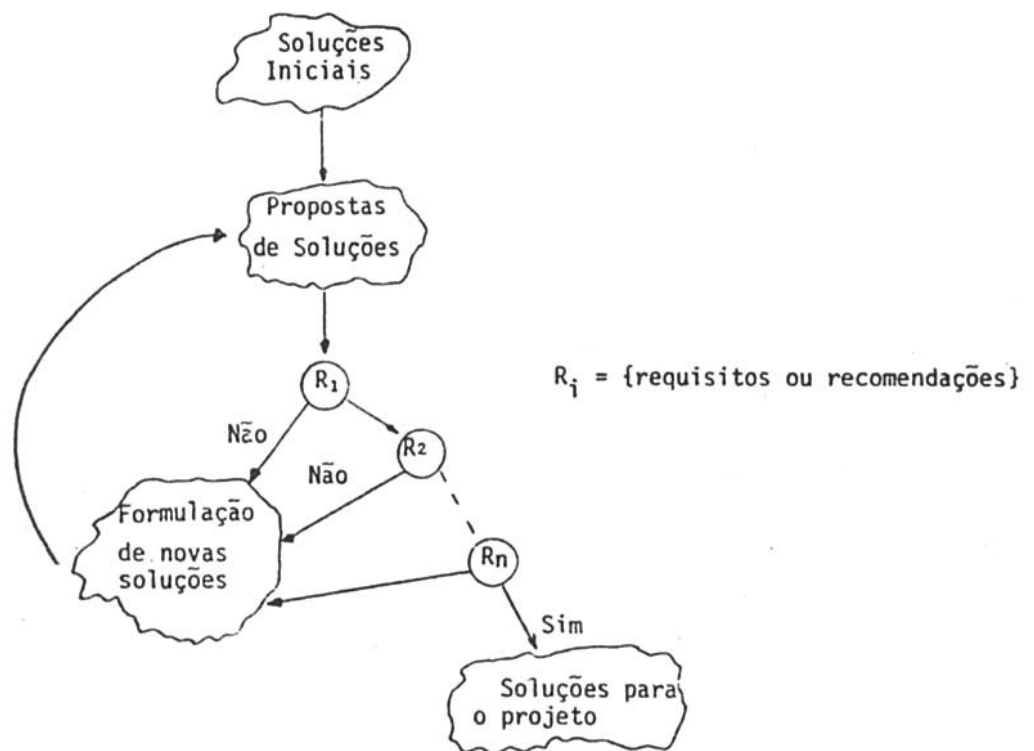 Soluções
Iniciais
Propostas
de Soluções
R1
R_i = {requisitos ou recomendações}
Não
R2
Não
Formulação
de novas
soluções
Rn
Sim
Soluções para
o projeto